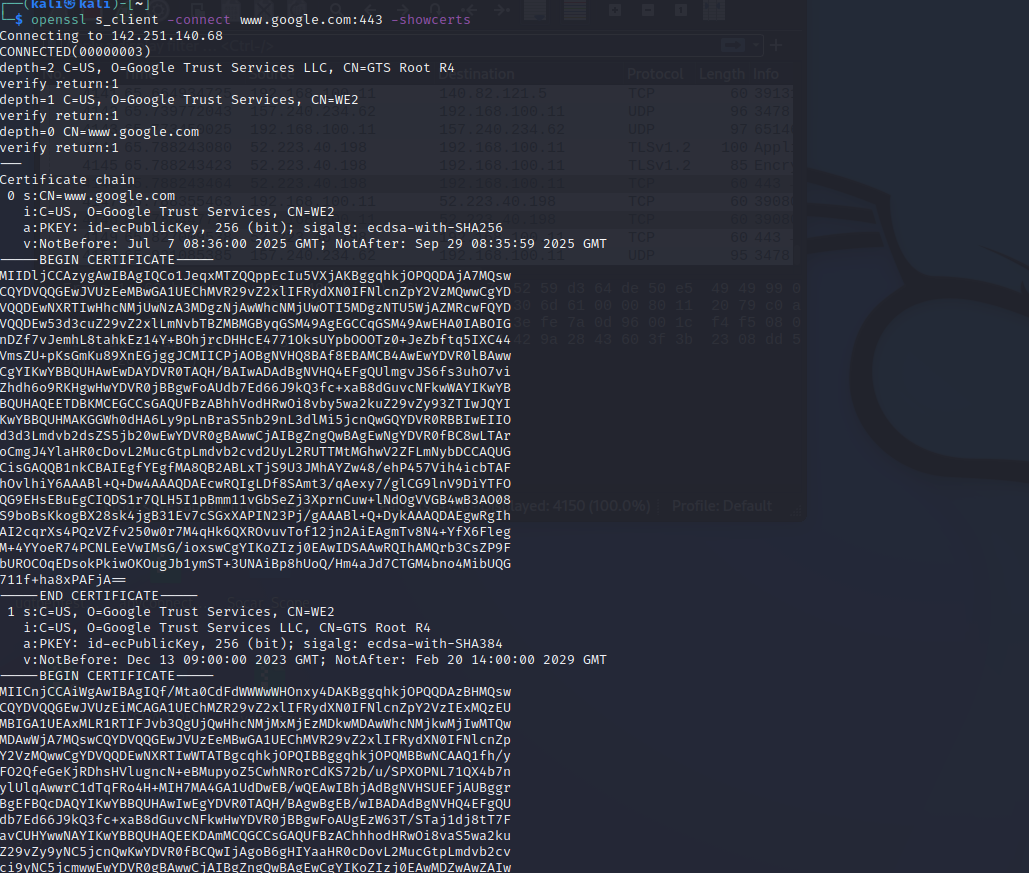 (kali㉿kali)-[~]
$ openssl s_client -connect www.google.com:443 -showcerts
Connecting to 142.251.140.68
CONNECTED(00000003)
depth=2 C=US, O=Google Trust Services LLC, CN=GTS Root R4
verify return:1
depth=1 C=US, O=Google Trust Services, CN=WE2
verify return:1
depth=0 CN=www.google.com
verify return:1
---
Certificate chain
0 s:CN=www.google.com
i:C=US, O=Google Trust Services, CN=WE2
a:PKEY: id-ecPublicKey, 256 (bit); sigalg: ecdsa-with-SHA256
v:NotBefore: Jul 7 08:36:00 2025 GMT; NotAfter: Sep 29 08:35:59 2025 GMT
-----BEGIN CERTIFICATE-----
MIIDljCCAzygAwIBAgIQCo1JeqxMTZQQppEcIu5VXjAKBggqhkjOPQQDAjA7MQsw
CQYDVQQGEwJVUzEeMBwGA1UEChMVR29vZ2xlIFRydXN0IFNlcnZpY2VzMQwwCgYD
VQQDEwNXRTIwHhcNMjUwNzA3MDgzNjAwWhcNMjUwOTI5MDgzNTU5WjAZMRcwFQYD
VQQDEw53d3cuZ29vZ2xlLmNvbTBZMBMGByqGSM49AgEGCCqGSM49AwEHA0IABOIG
nDZf7vJemhL8tahkEz14Y+BOhjrcDHHcE4771OksUYpbOOOTz0+JeZbftq5IXC44
VmsZU+pKsGmKu89XnEGjggJCMIICPjAOBgNVHQ8BAf8EBAMCB4AwEwYDVR0lBAww
CgYIKwYBBQUHAwEwDAYDVR0TAQH/BAIwADAdBgNVHQ4EFgQUlmgvJS6fs3uhO7vi
Zhdh6o9RKHgwHwYDVR0jBBgwFoAUdb7Ed66J9kQ3fc+xaB8dGuvcNFkwWAYIKwYB
BQUHAQEETDBKMCEGCCsGAQUFBzABhhVodHRwOi8vby5wa2kuZ29vZy93ZTIwJQYI
KwYBBQUHMAKGGWh0dHA6Ly9pLnBraS5nb29nL3dlMi5jcnQwGQYDVR0RBBIwEIIO
d3d3Lmdvb2dsZS5jb20wEwYDVR0gBAwwCjAIBgZngQwBAgEwNgYDVR0fBC8wLTAr
oCmgJ4YlaHR0cDovL2MucGtpLmdvb2cvd2UyL2RUTTMtMGhwV2ZFLmNybDCCAQUG
CisGAQQB1nkCBAIEgfYEgfMA8QB2ABLxTjS9U3JMhAYZw48/ehP457Vih4icbTAF
hOvlhiY6AAABl+Q+Dw4AAAQDAEcwRQIgLDf8SAmt3/qAexy7/glCG9lnV9DiYTFO
QG9EHsEBuEgCIQDS1r7QLH5I1pBmm11vGbSeZj3XprnCuw+lNdOgVVGB4wB3AO08
S9boBsKkogBX28sk4jgB31Ev7cSGxXAPIN23Pj/gAAABl+Q+DykAAAQDAEgwRgIh
AI2cqrXs4PQzVZfv250w0r7M4qHk6QXROvuvTof12jn2AiEAgmTv8N4+YfX6Fleg
M+4YYoeR74PCNLEeVwIMsG/ioxswCgYIKoZIzj0EAwIDSAAwRQIhAMQrb3CsZP9F
bUROCOqEDsokPkiwOKOugJb1ymST+3UNAiBp8hUoQ/Hm4aJd7CTGM4bno4MibUQG
711f+ha8xPAFjA==
-----END CERTIFICATE-----
1 s:C=US, O=Google Trust Services, CN=WE2
i:C=US, O=Google Trust Services LLC, CN=GTS Root R4
a:PKEY: id-ecPublicKey, 256 (bit); sigalg: ecdsa-with-SHA384
v:NotBefore: Dec 13 09:00:00 2023 GMT; NotAfter: Feb 20 14:00:00 2029 GMT
-----BEGIN CERTIFICATE-----
MIICnjCCAiWgAwIBAgIQf/Mta0CdFdWWWwWHOnxy4DAKBggqhkjOPQQDAzBHMQsw
CQYDVQQGEwJVUzEiMCAGA1UEChMZR29vZ2xlIFRydXN0IFNlcnZpY2VzIExMQzEU
MBIGA1UEAxMLR1RTIFJvb3QgUjQwHhcNMjMxMjEzMDkwMDAwWhcNMjkwMjIwMTQw
MDAwWjA7MQswCQYDVQQGEwJVUzEeMBwGA1UEChMVR29vZ2xlIFRydXN0IFNlcnZp
Y2VzMQwwCgYDVQQDEwNXRTIwWTATBgcqhkjOPQIBBggqhkjOPQMBBwNCAAQ1fh/y
FO2QfeGeKjRDhsHVlugncN+eBMupyoZ5CwhNRorCdKS72b/u/SPXOPNL71QX4b7n
ylUlqAwwrC1dTqFRo4H+MIH7MA4GA1UdDwEB/wQEAwIBhjAdBgNVHSUEFjAUBggr
BgEFBQcDAQYIKwYBBQUHAwIwEgYDVR0TAQH/BAgwBgEB/wIBADAdBgNVHQ4EFgQU
db7Ed66J9kQ3fc+xaB8dGuvcNFkwHwYDVR0jBBgwFoAUgEzW63T/STaj1dj8tT7F
avCUHYwwNAYIKwYBBQUHAQEEKDAmMCQGCCsGAQUFBzAChhhodHRwOi8vaS5wa2ku
Z29vZy9yNC5jcnQwKwYDVR0fBCQwIjAgoB6gHIYaaHR0cDovL2MucGtpLmdvb2cv
ci9yNC5jcmwwEwYDVR0gBAwwCjAIBgZngQwBAgEwCgYIKoZIzj0EAwMDZwAwZAIw